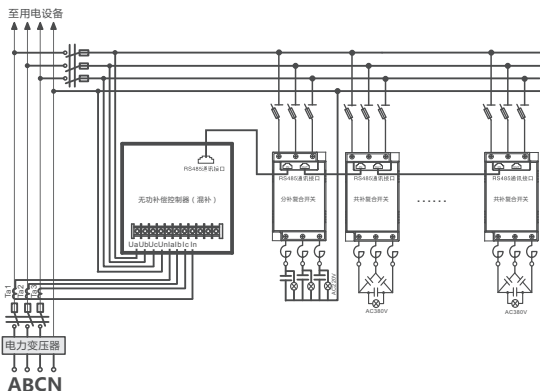 至用电设备
RS485通讯接口
无功补偿控制器（混补）
UaUbUcUnIaIbIcIn
RS485通讯接口
分补复合开关
RS485通讯接口
共补复合开关
······
RS485通讯接口
共补复合开关
Ta1
Ta2
Ta3
AC220V
AC380V
AC380V
电力变压器
ABCN